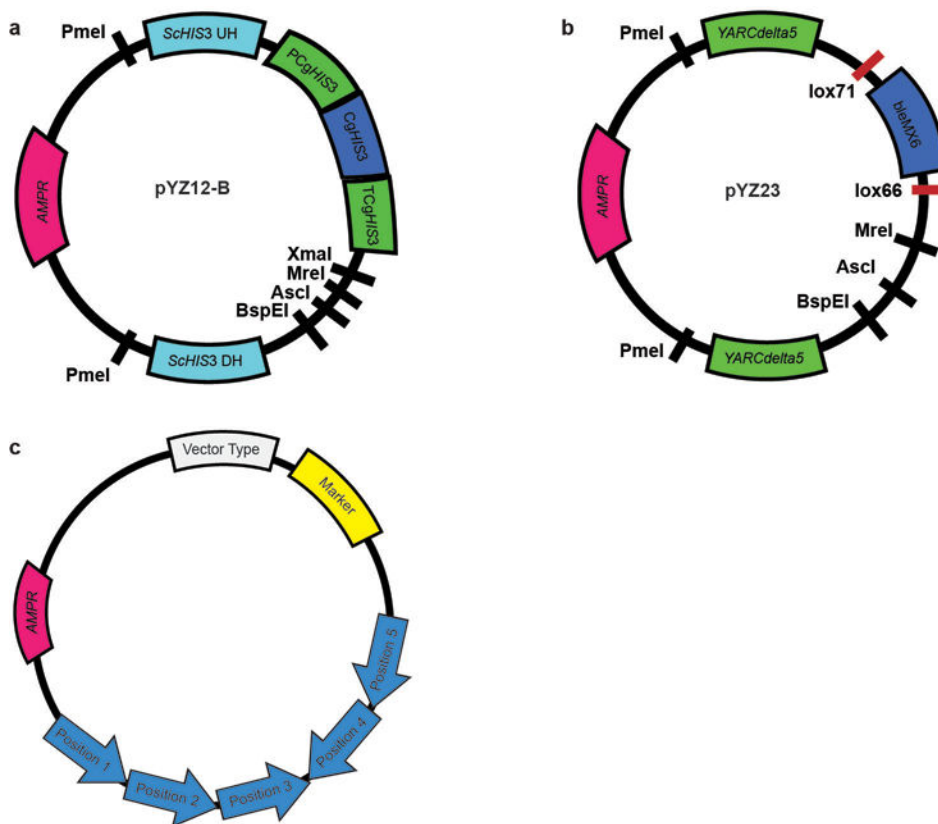 a
PmeI
ScHIS3 UH
PCgHIS3
CgHIS3
TCgHIS3
AMPR
pYZ12-B
XmaI
MreI
AscI
BspEI
PmeI
ScHIS3 DH
b
PmeI
YARCdelta5
lox71
bleMX6
lox66
AMPR
pYZ23
MreI
AscI
BspEI
PmeI
YARCdelta5
c
Vector Type
Marker
AMPR
Position 5
Position 4
Position 1
Position 2
Position 3